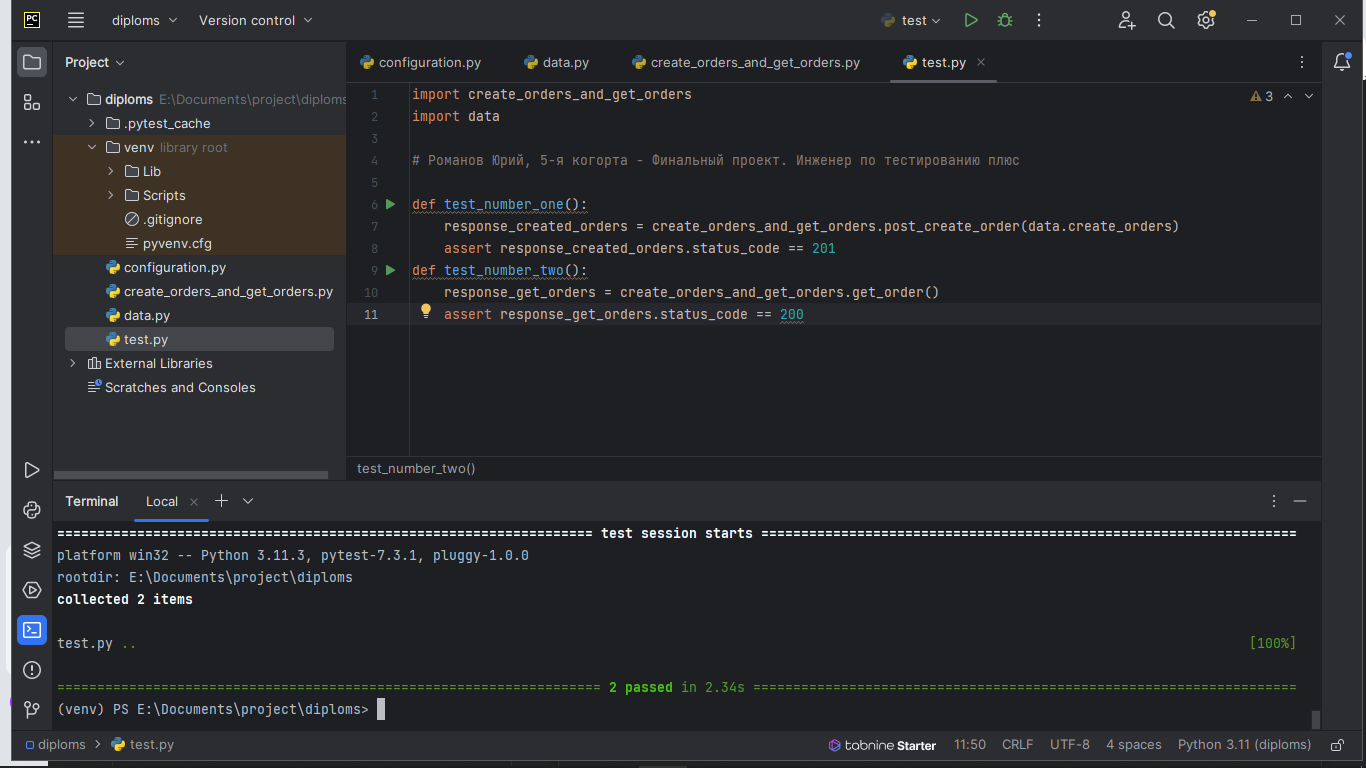 PC diploms Version control test
Project
configuration.py data.py create_orders_and_get_orders.py test.py
diploms E:\Documents\project\diploms
.pytest_cache
venv library root
Lib
Scripts
.gitignore
pyvenv.cfg
configuration.py
create_orders_and_get_orders.py
data.py
test.py
External Libraries
Scratches and Consoles
3
1 import create_orders_and_get_orders
2 import data
3
4 # Романов Юрий, 5-я когорта - Финальный проект. Инженер по тестированию плюс
5
6 def test_number_one():
7 response_created_orders = create_orders_and_get_orders.post_create_order(data.create_orders)
8 assert response_created_orders.status_code == 201
9 def test_number_two():
10 response_get_orders = create_orders_and_get_orders.get_order()
11 assert response_get_orders.status_code == 200
test_number_two()
Terminal Local
=================================================================== test session starts ===================================================================
platform win32 -- Python 3.11.3, pytest-7.3.1, pluggy-1.0.0
rootdir: E:\Documents\project\diploms
collected 2 items
test.py .. [100%]
==================================================================== 2 passed in 2.34s ====================================================================
(venv) PS E:\Documents\project\diploms>
diploms test.py tabnine Starter 11:50 CRLF UTF-8 4 spaces Python 3.11 (diploms)